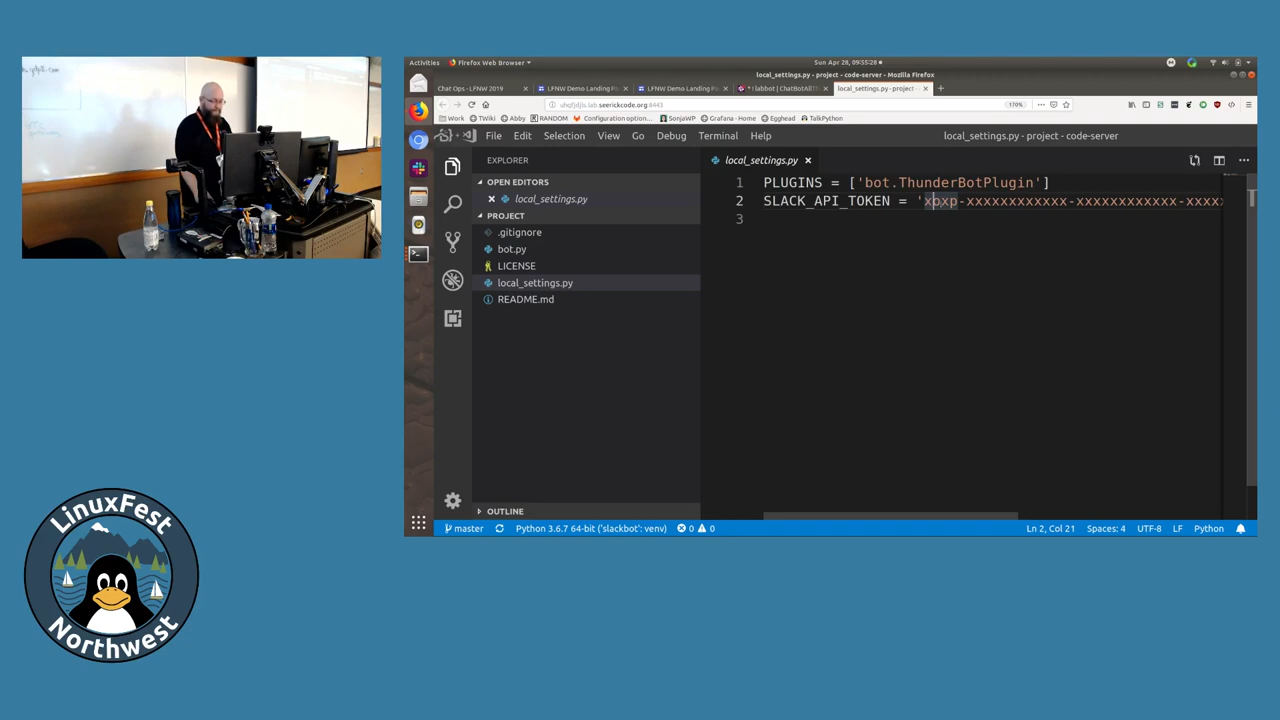 Activities
Firefox Web Browser
Sun Apr 28, 09:55:28
local_settings.py - project - code-server - Mozilla Firefox
Chat Ops - LFNW 2019
LFNW Demo Landing P
LFNW Demo Landing P
* | labbot | ChatBotAllT
local_settings.py - project
seerickcode.org:8443
170%
Work
TWiki
Abby
RANDOM
Configuration option...
SonjaWP
Grafana - Home
Egghead
TalkPython
File Edit Selection View Go Debug Terminal Help
local_settings.py - project - code-server
EXPLORER
OPEN EDITORS
local_settings.py
PROJECT
.gitignore
bot.py
LICENSE
local_settings.py
README.md
OUTLINE
local_settings.py
1 PLUGINS = ['bot.ThunderBotPlugin']
2 SLACK_API_TOKEN = 'xoxp-xxxxxxxxxxxx-xxxxxxxxxxxx-xxxxx
3
master
Python 3.6.7 64-bit ('slackbot': venv)
0
0
Ln 2, Col 21
Spaces: 4
UTF-8
LF
Python
LinuxFest
Northwest